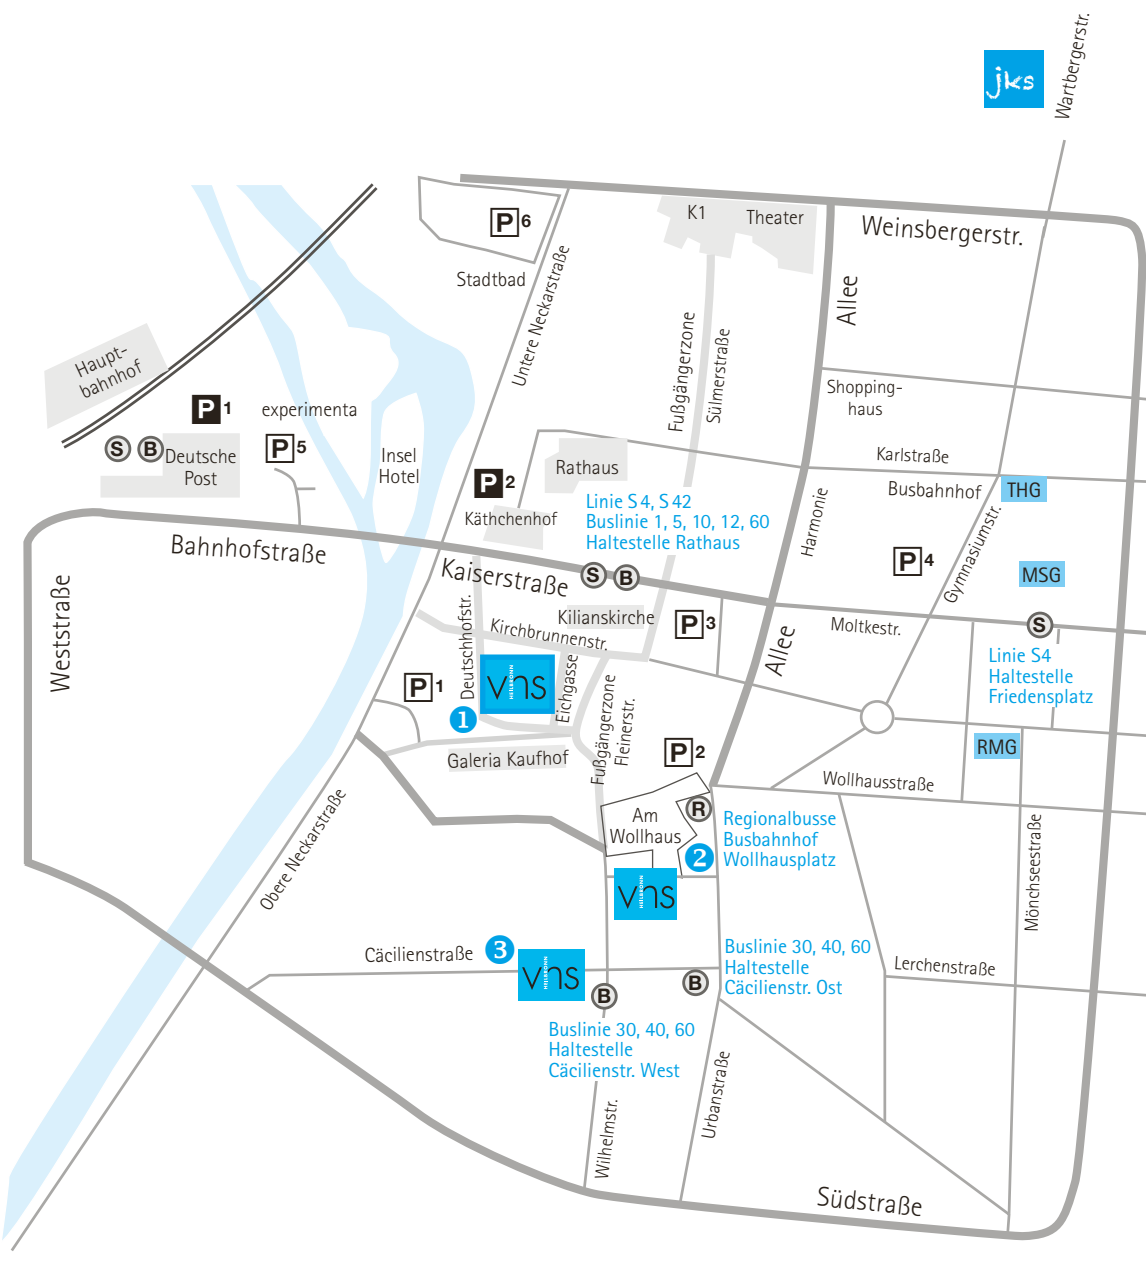 Wartbergerstr.
jks
K1
Theater
Weinsbergerstr.
P6
Stadtbad
Untere Neckarstraße
Allee
Fußgängerzone
Sülmerstraße
Haupt-
bahnhof
P1
experimenta
S
B
Deutsche
Post
P5
Insel
Hotel
Shopping-
haus
Karlstraße
Busbahnhof
THG
Rathaus
P2
Käthchenhof
Linie S 4, S 42
Buslinie 1, 5, 10, 12, 60
Haltestelle Rathaus
Harmonie
Gymnasiumstr.
P4
MSG
Bahnhofstraße
Kaiserstraße
S
B
Weststraße
Deutschhofstr.
Kilianskirche
Kirchbrunnenstr.
P3
Allee
Moltkestr.
S
Linie S4
Haltestelle
Friedensplatz
P1
vhs
HEILBRONN
Eichgasse
1
Fußgängerzone
Fleinerstr.
Galeria Kaufhof
P2
RMG
Wollhausstraße
Am
Wollhaus
R
Regionalbusse
Busbahnhof
Wollhausplatz
2
vhs
HEILBRONN
Obere Neckarstraße
Mönchseestraße
Cäcilienstraße
3
vhs
HEILBRONN
B
B
Buslinie 30, 40, 60
Haltestelle
Cäcilienstr. Ost
Lerchenstraße
Buslinie 30, 40, 60
Haltestelle
Cäcilienstr. West
Wilhelmstr.
Urbanstraße
Südstraße